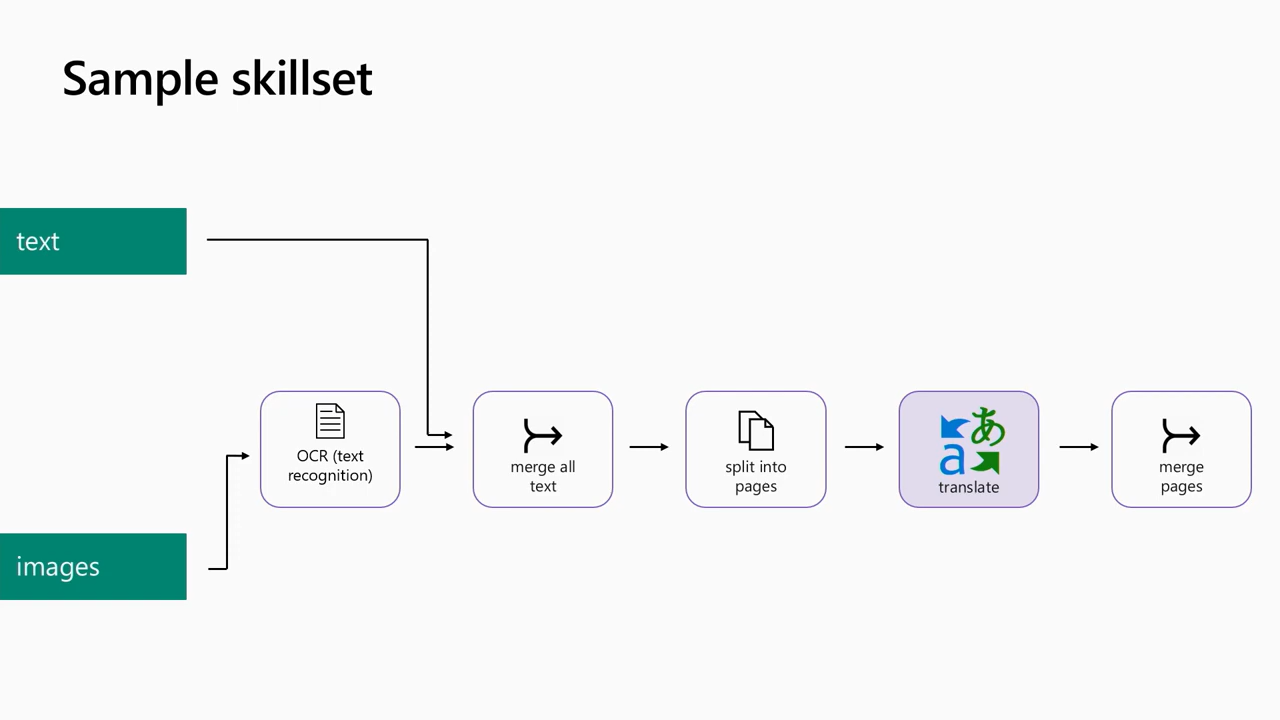 Sample skillset
text
images
OCR (text
recognition)
merge all
text
split into
pages
あ
a
translate
merge
pages